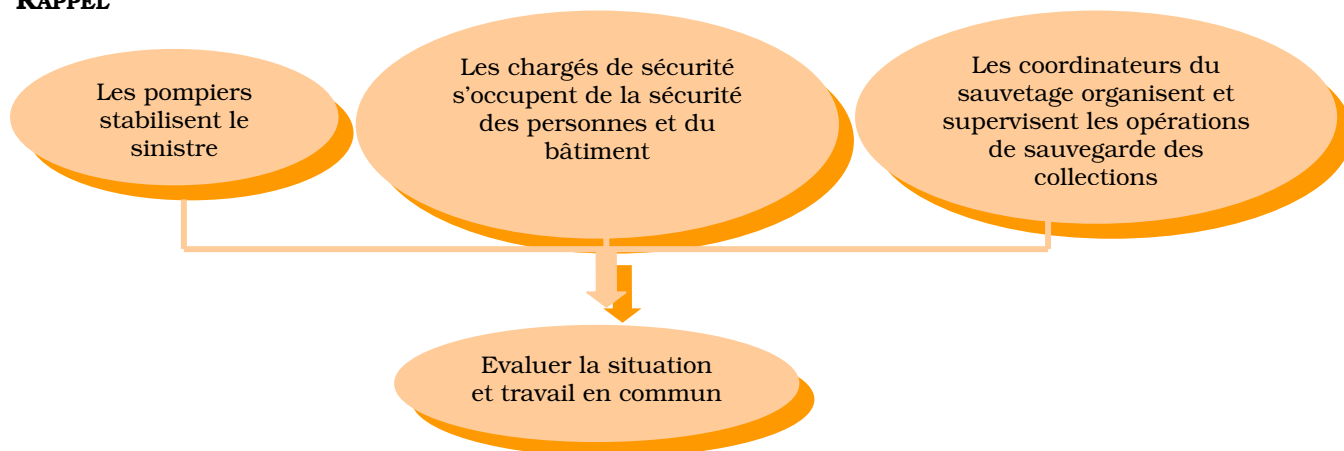 RAPPEL
Les pompiers
stabilisent le
sinistre
Les chargés de sécurité
s'occupent de la sécurité
des personnes et du
bâtiment
Les coordinateurs du
sauvetage organisent et
supervisent les opérations
de sauvegarde des
collections
Evaluer la situation
et travail en commun